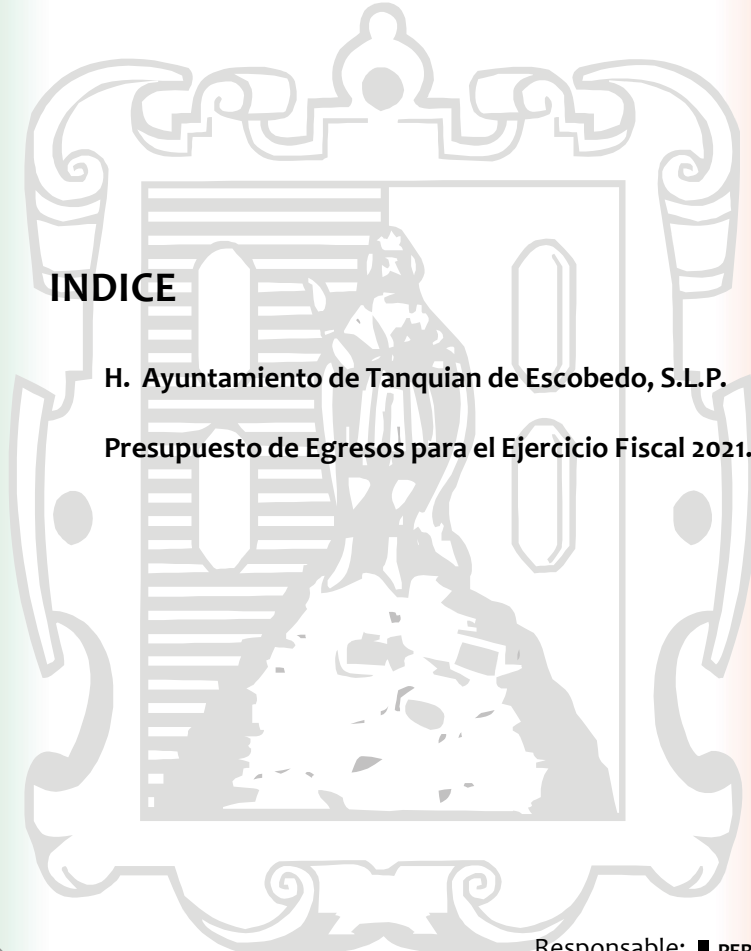 INDICE
H. Ayuntamiento de Tanquian de Escobedo, S.L.P.
Presupuesto de Egresos para el Ejercicio Fiscal 2021.
Responsable: